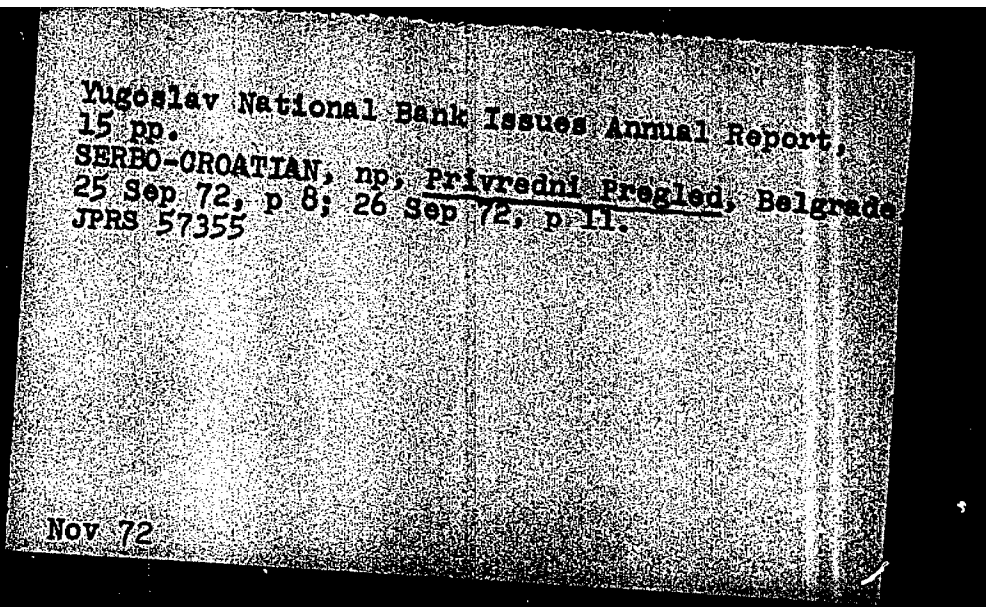 Yugoslav National Bank Issues Annual Report,
15 pp.
SERBO-CROATIAN, np, Privredni Pregled, Belgrade,
25 Sep 72, p 8; 26 Sep 72, p 11.
JPRS 57355
Nov 72